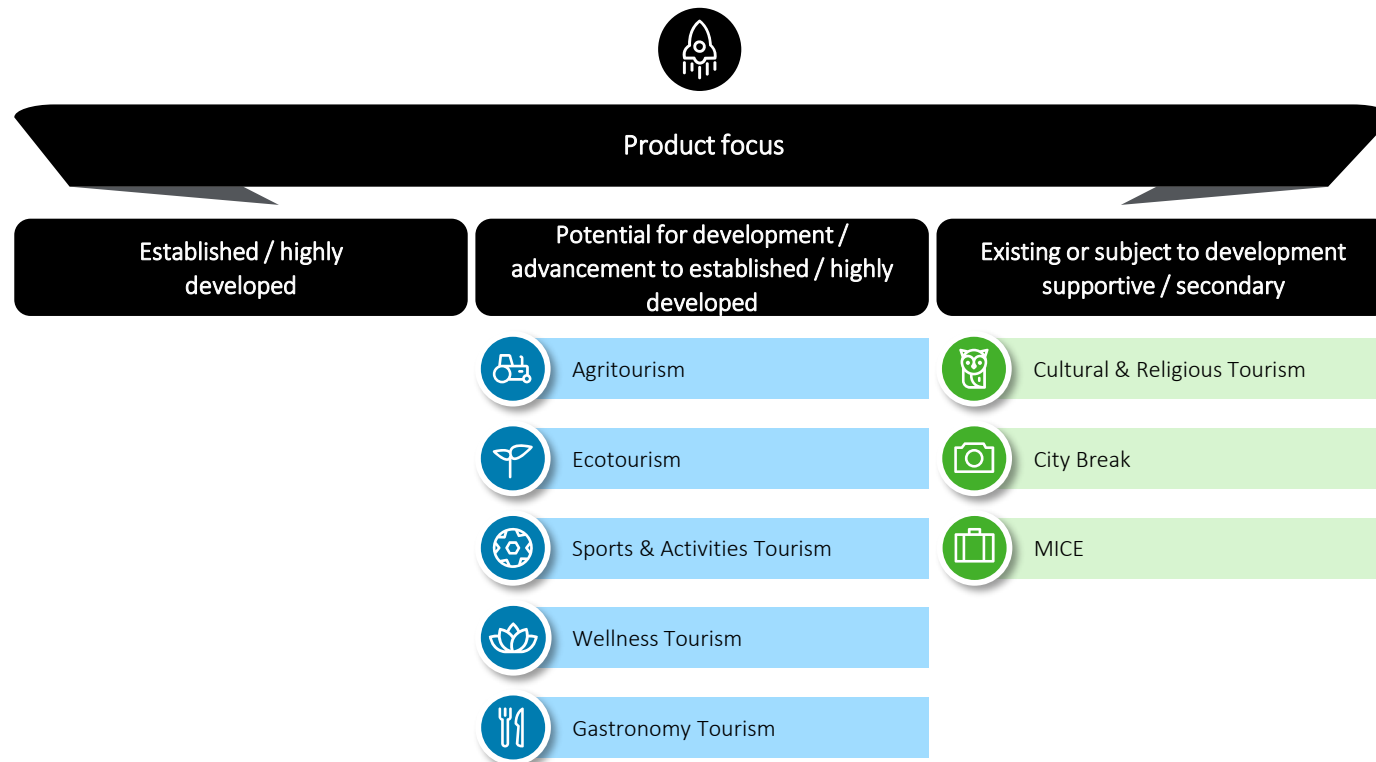 Product focus
Established / highly
developed
Potential for development /
advancement to established / highly
developed
Existing or subject to development
supportive / secondary
Agritourism
Ecotourism
Sports & Activities Tourism
Wellness Tourism
Gastronomy Tourism
Cultural & Religious Tourism
City Break
MICE